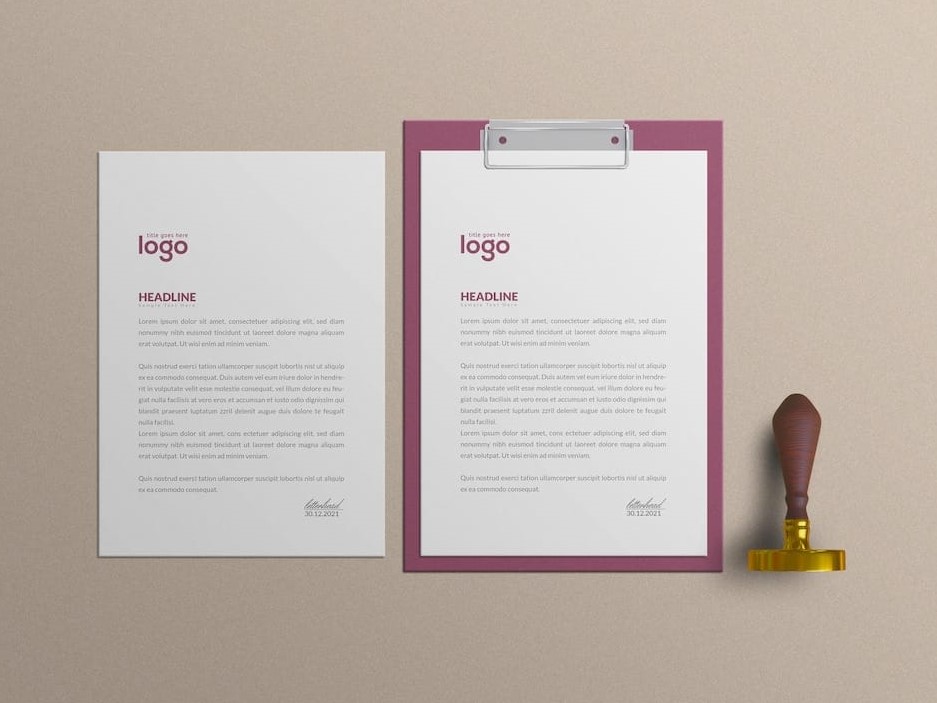 title goes here
logo
HEADLINE
Sample Text Here
Lorem ipsum dolor sit amet, consectetuer adipiscing elit, sed diam
nonummy nibh euismod tincidunt ut laoreet dolore magna aliquam
erat volutpat. Ut wisi enim ad minim veniam.
Quis nostrud exerci tation ullamcorper suscipit lobortis nisl ut aliquip
ex ea commodo consequat. Duis autem vel eum iriure dolor in hendre-
rit in vulputate velit esse molestie consequat, vel illum dolore eu feu-
giat nulla facilisis at vero eros et accumsan et iusto odio dignissim qui
blandit praesent luptatum zzril delenit augue duis dolore te feugait
nulla facilisi.
Lorem ipsum dolor sit amet, cons ectetuer adipiscing elit, sed diam
nonummy nibh euismod tincidunt ut laoreet dolore magna aliquam
erat volutpat. Ut wisi enim ad minim veniam.
Quis nostrud exerci tation ullamcorper suscipit lobortis nisl ut aliquip
ex ea commodo consequat.
letterhead
30.12.2021
title goes here
logo
HEADLINE
Sample Text Here
Lorem ipsum dolor sit amet, consectetuer adipiscing elit, sed diam
nonummy nibh euismod tincidunt ut laoreet dolore magna aliquam
erat volutpat. Ut wisi enim ad minim veniam.
Quis nostrud exerci tation ullamcorper suscipit lobortis nisl ut aliquip
ex ea commodo consequat. Duis autem vel eum iriure dolor in hendre-
rit in vulputate velit esse molestie consequat, vel illum dolore eu feu-
giat nulla facilisis at vero eros et accumsan et iusto odio dignissim qui
blandit praesent luptatum zzril delenit augue duis dolore te feugait
nulla facilisi.
Lorem ipsum dolor sit amet, cons ectetuer adipiscing elit, sed diam
nonummy nibh euismod tincidunt ut laoreet dolore magna aliquam
erat volutpat. Ut wisi enim ad minim veniam.
Quis nostrud exerci tation ullamcorper suscipit lobortis nisl ut aliquip
ex ea commodo consequat.
letterhead
30.12.2021